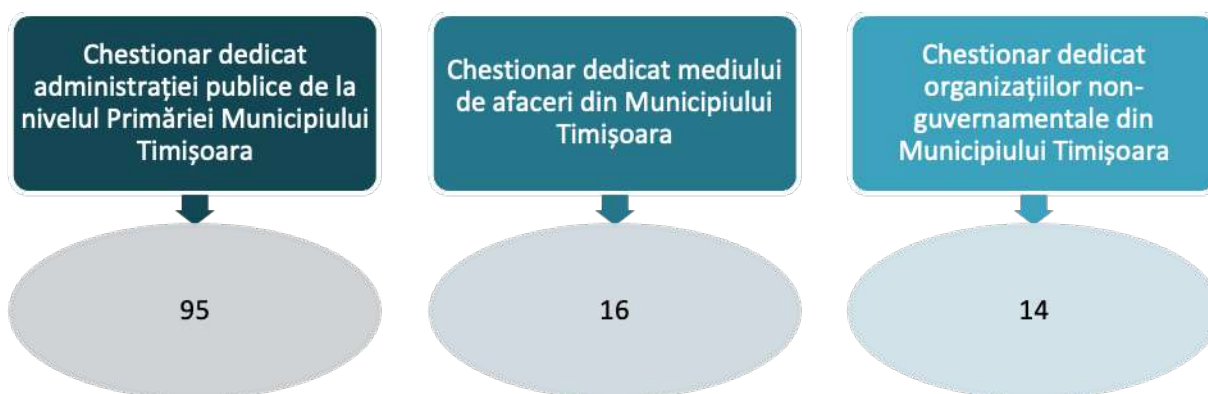 Chestionar dedicat
administrației publice de la
nivelul Primăriei Municipiului
Timișoara
Chestionar dedicat mediului
de afaceri din Municipiului
Timișoara
Chestionar dedicat
organizațiilor non-
guvernamentale din
Municipiului Timișoara
95
16
14